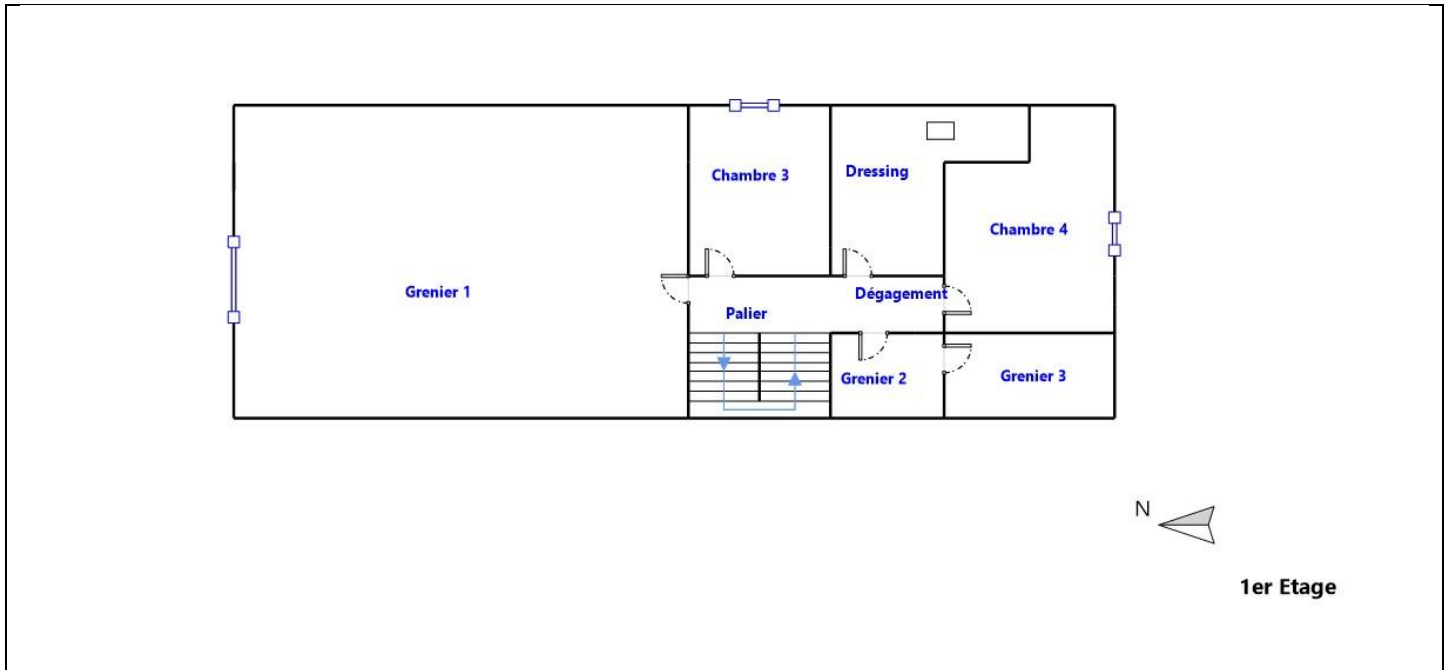 Chambre 3
Dressing
Chambre 4
Grenier 1
Dégagement
Palier
Grenier 2
Grenier 3
N
1er Etage